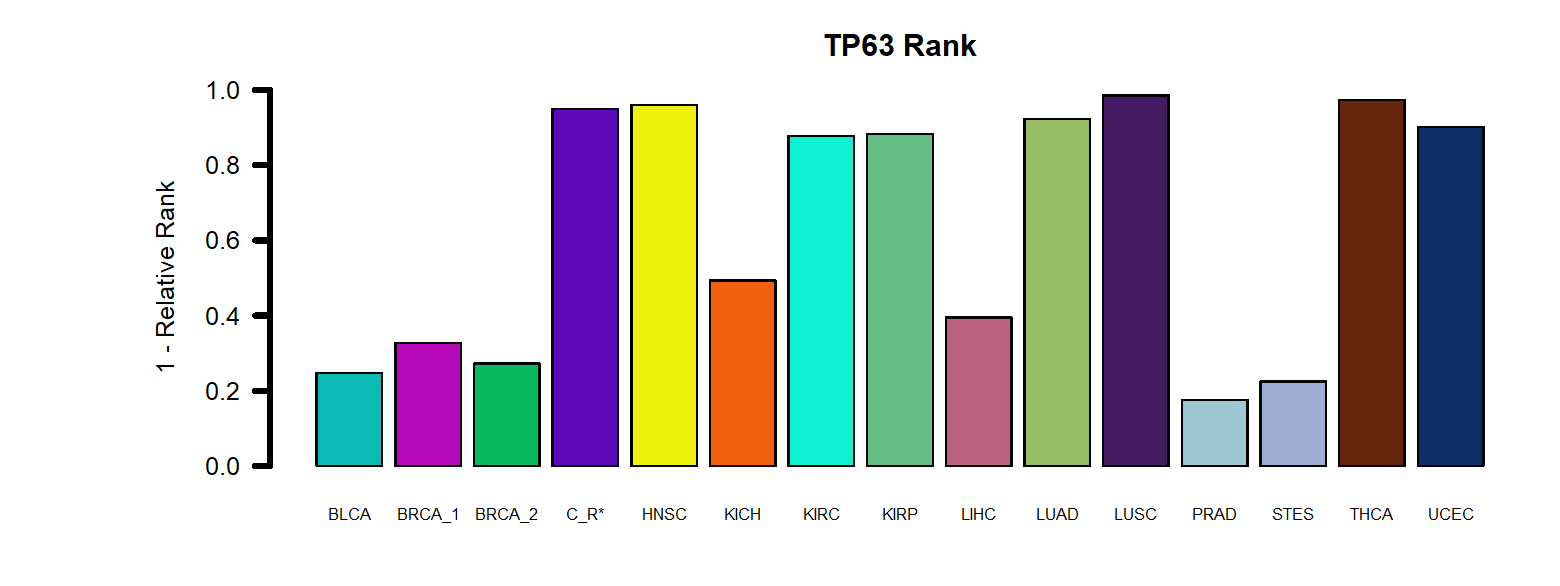 TP63 Rank
1.0
0.8
0.6
0.4
0.2
0.0
1 - Relative Rank
BLCA BRCA_1 BRCA_2 C_R* HNSC KICH KIRC KIRP LIHC LUAD LUSC PRAD STES THCA UCEC